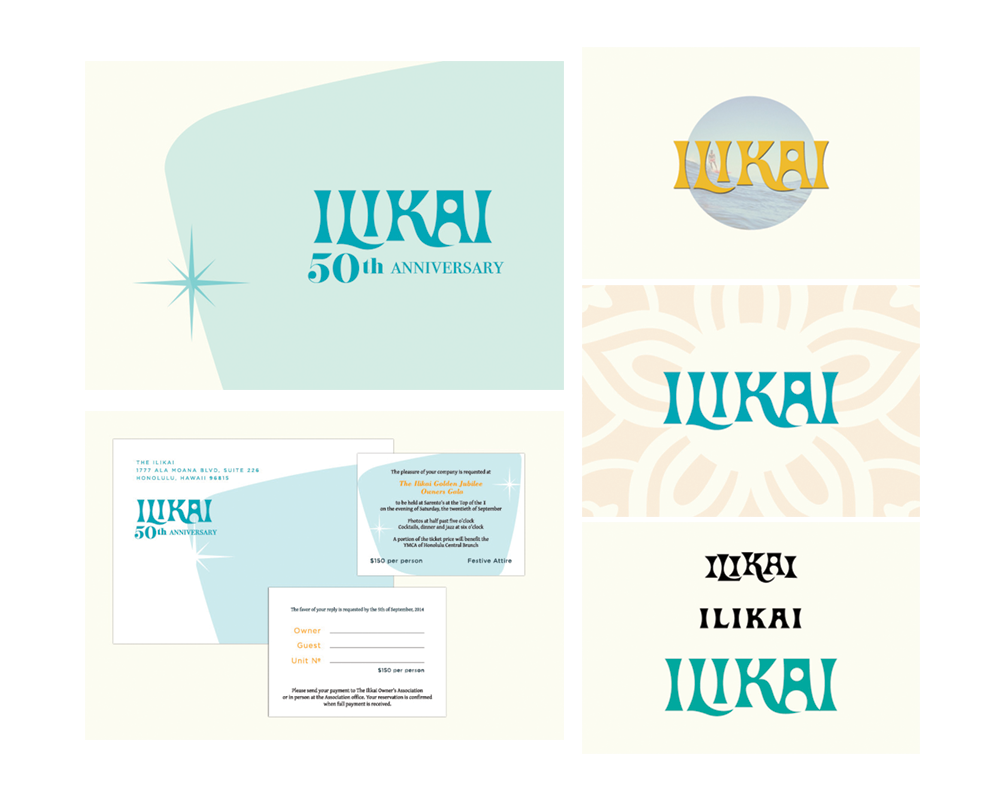 ILIKAI
50th ANNIVERSARY
THE ILIKAI
1777 ALA MOANA BLVD, SUITE 226
HONOLULU, HAWAII 96815
ILIKAI
50th ANNIVERSARY
The pleasure of your company is requested at
The Ilikai Golden Jubilee
Owners Gala
to be held at Sarento's at the Top of the I
on the evening of Saturday, the twentieth of September
Photos at half past five o'clock
Cocktails, dinner and jazz at six o'clock
A portion of the ticket price will benefit the
YMCA of Honolulu Central Branch
$150 per person Festive Attire
The favor of your reply is requested by the 5th of September, 2014
Owner
Guest
Unit Nº
$150 per person
Please send your payment to The Ilikai Owner's Association
or in person at the Association office. Your reservation is confirmed
when full payment is received.
ILIKAI
ILIKAI
ILIKAI
ILIKAI
ILIKAI